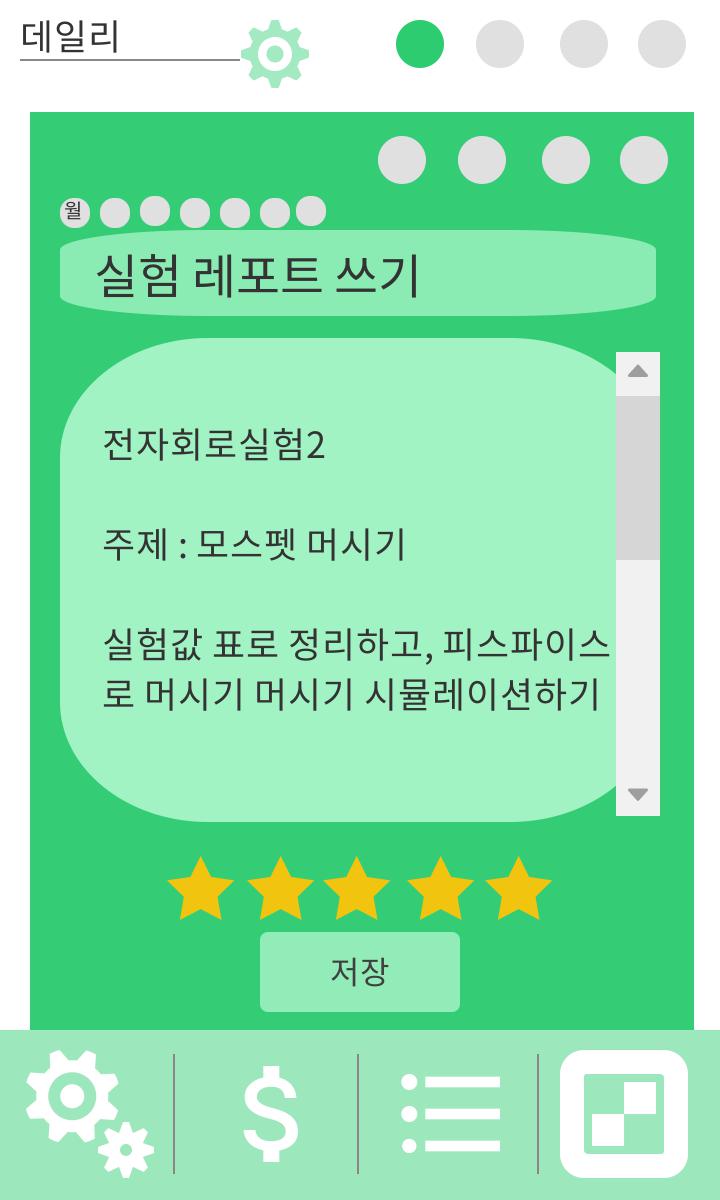 데일리
월
실험 레포트 쓰기
전자회로실험2
주제 : 모스펫 머시기
실험값 표로 정리하고, 피스파이스
로 머시기 머시기 시뮬레이션하기
저장